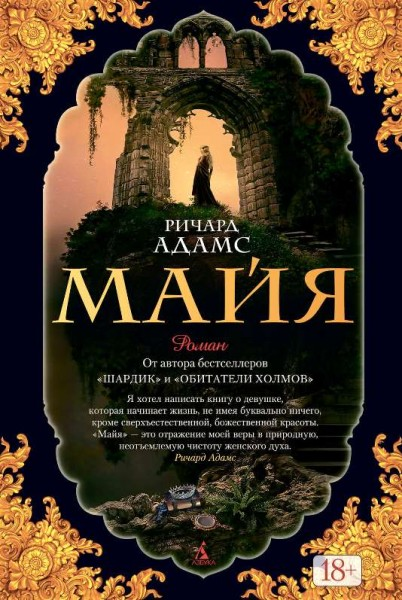 РИЧАРД
АДАМС
МАЙЯ
Роман
От автора бестселлеров
«ШАРДИК» и «ОБИТАТЕЛИ ХОЛМОВ»
Я хотел написать книгу о девушке,
которая начинает жизнь, не имея буквально ничего,
кроме сверхъестественной, божественной красоты.
«Майя» — это отражение моей веры в природную,
неотъемлемую чистоту женского духа.
Ричард Адамс
АЗБУКА
18+